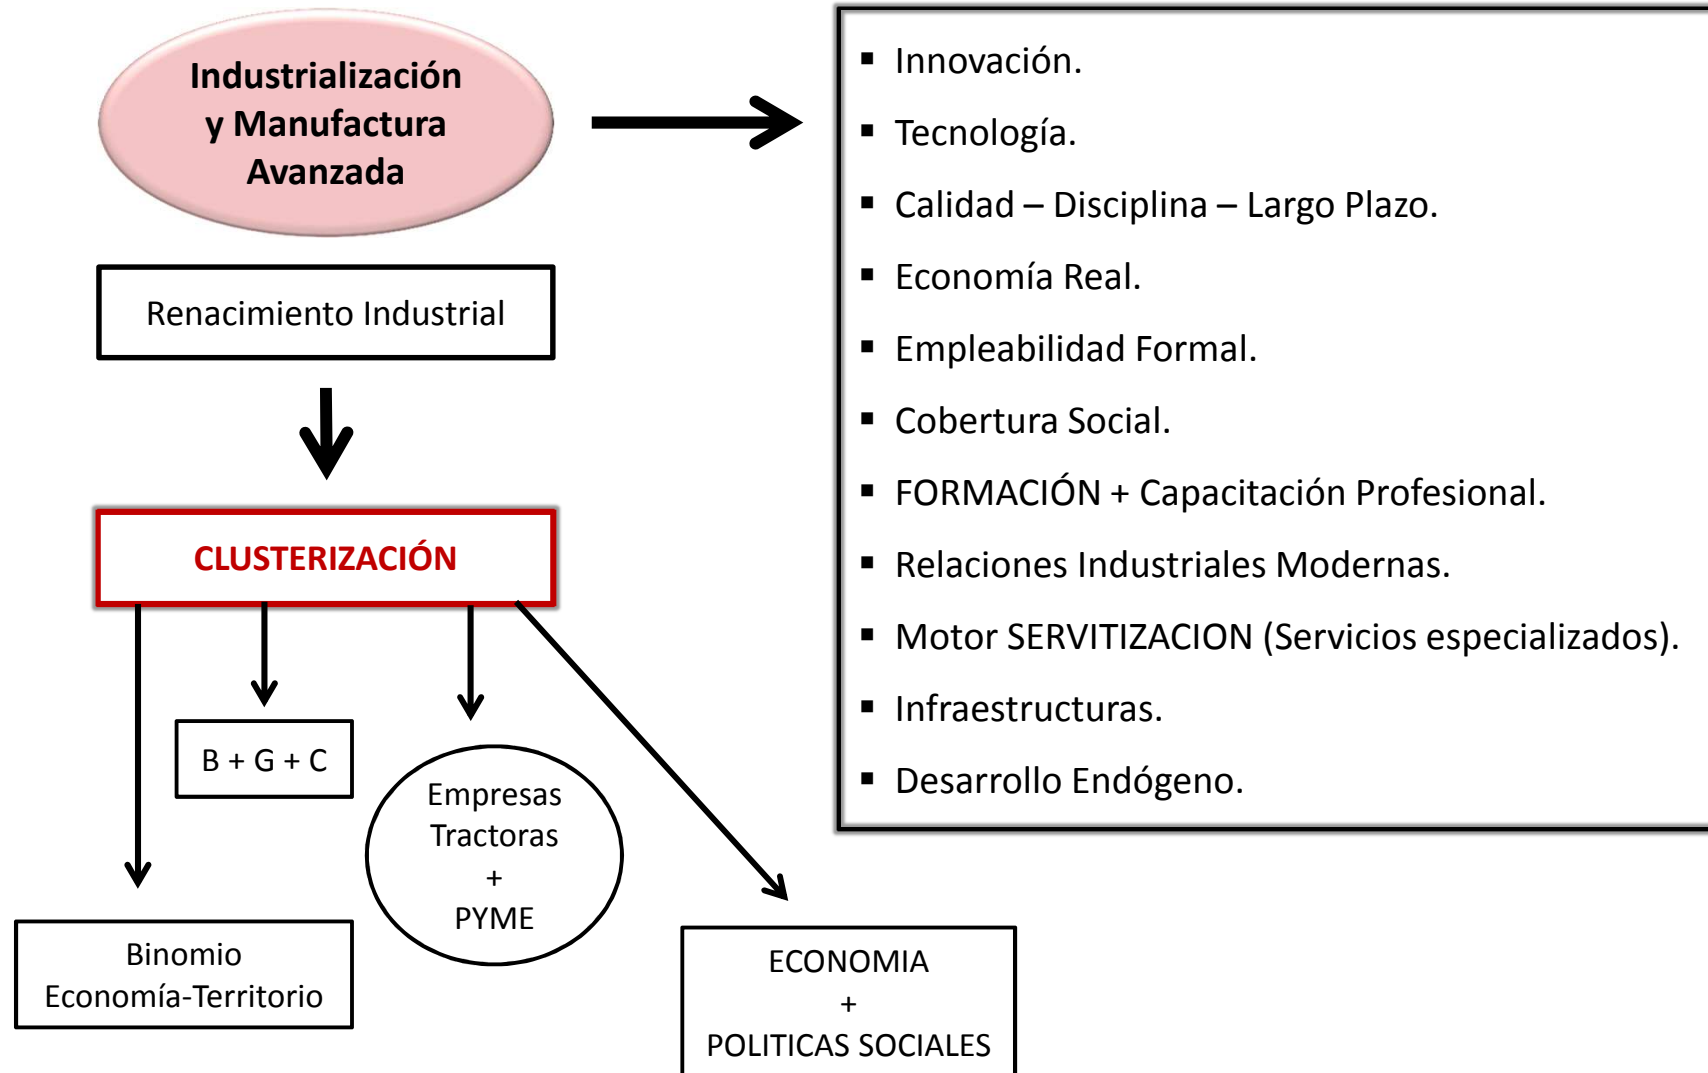 Industrialización
y Manufactura
Avanzada
Renacimiento Industrial
CLUSTERIZACIÓN
B + G + C
Empresas
Tractoras
+
PYME
Binomio
Economía-Territorio
ECONOMIA
+
POLITICAS SOCIALES
▪ Innovación.
▪ Tecnología.
▪ Calidad – Disciplina – Largo Plazo.
▪ Economía Real.
▪ Empleabilidad Formal.
▪ Cobertura Social.
▪ FORMACIÓN + Capacitación Profesional.
▪ Relaciones Industriales Modernas.
▪ Motor SERVITIZACION (Servicios especializados).
▪ Infraestructuras.
▪ Desarrollo Endógeno.